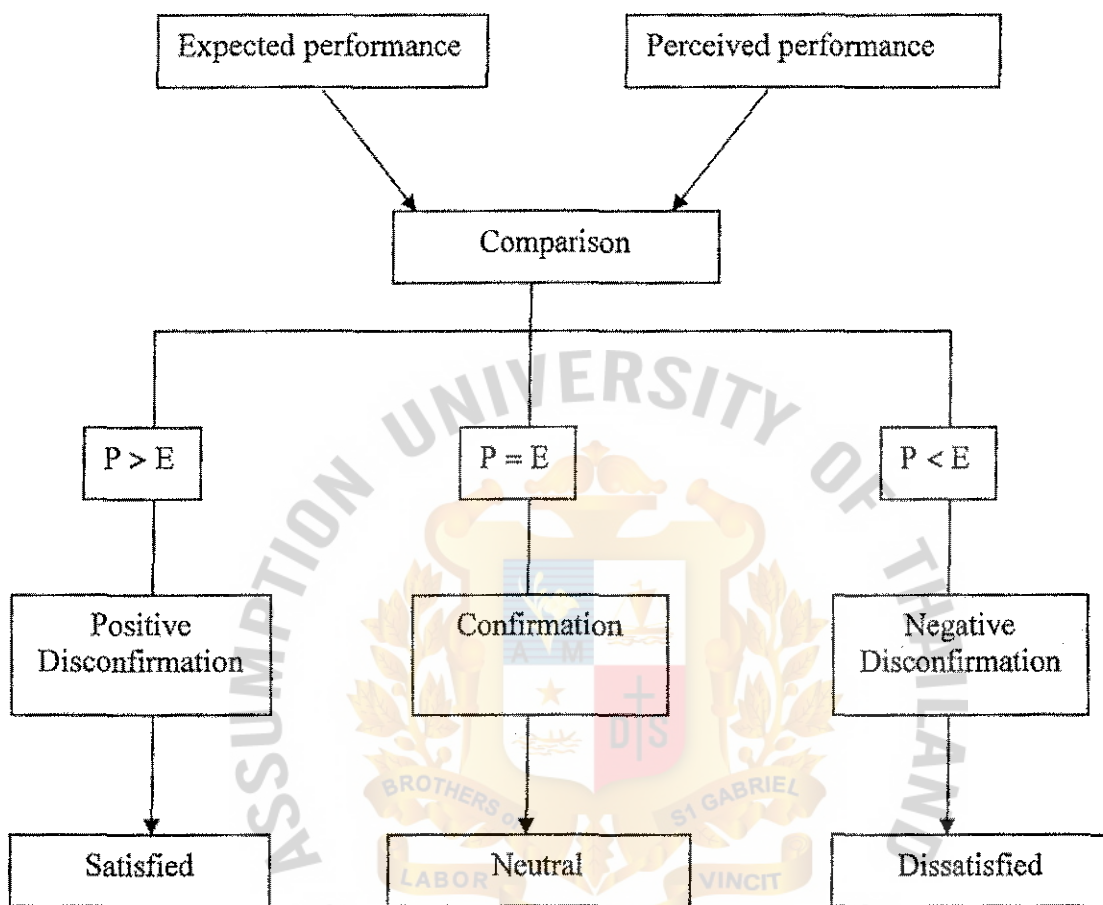 Expected performance
Perceived performance
Comparison
P > E
P = E
P < E
Positive
Disconfirmation
Confirmation
Negative
Disconfirmation
Satisfied
Neutral
Dissatisfied
ASSUMPTION UNIVERSITY OF THAILAND
A M
D S
BROTHERS OF S1 GABRIEL
LABOR VINCIT